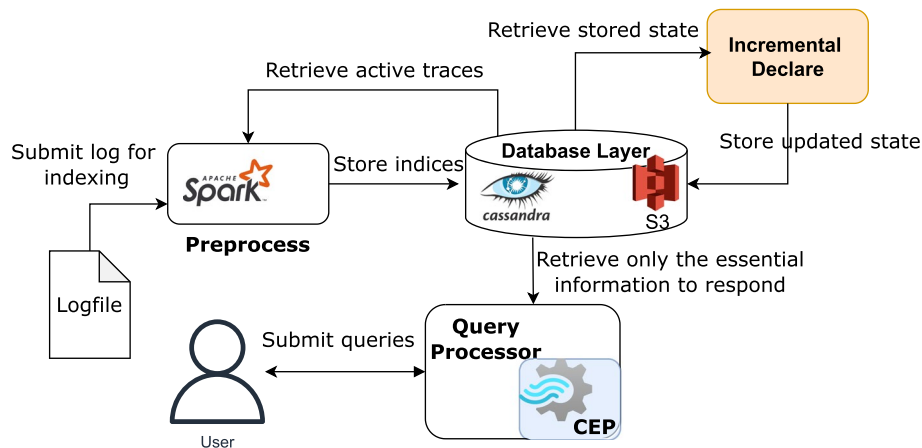 Retrieve stored state
Incremental
Declare
Retrieve active traces
Store updated state
Submit log for
indexing
APACHE
Spark
TM
Store indices
Database Layer
cassandra
S3
Preprocess
Logfile
Retrieve only the essential
information to respond
Query
Processor
Submit queries
CEP
User